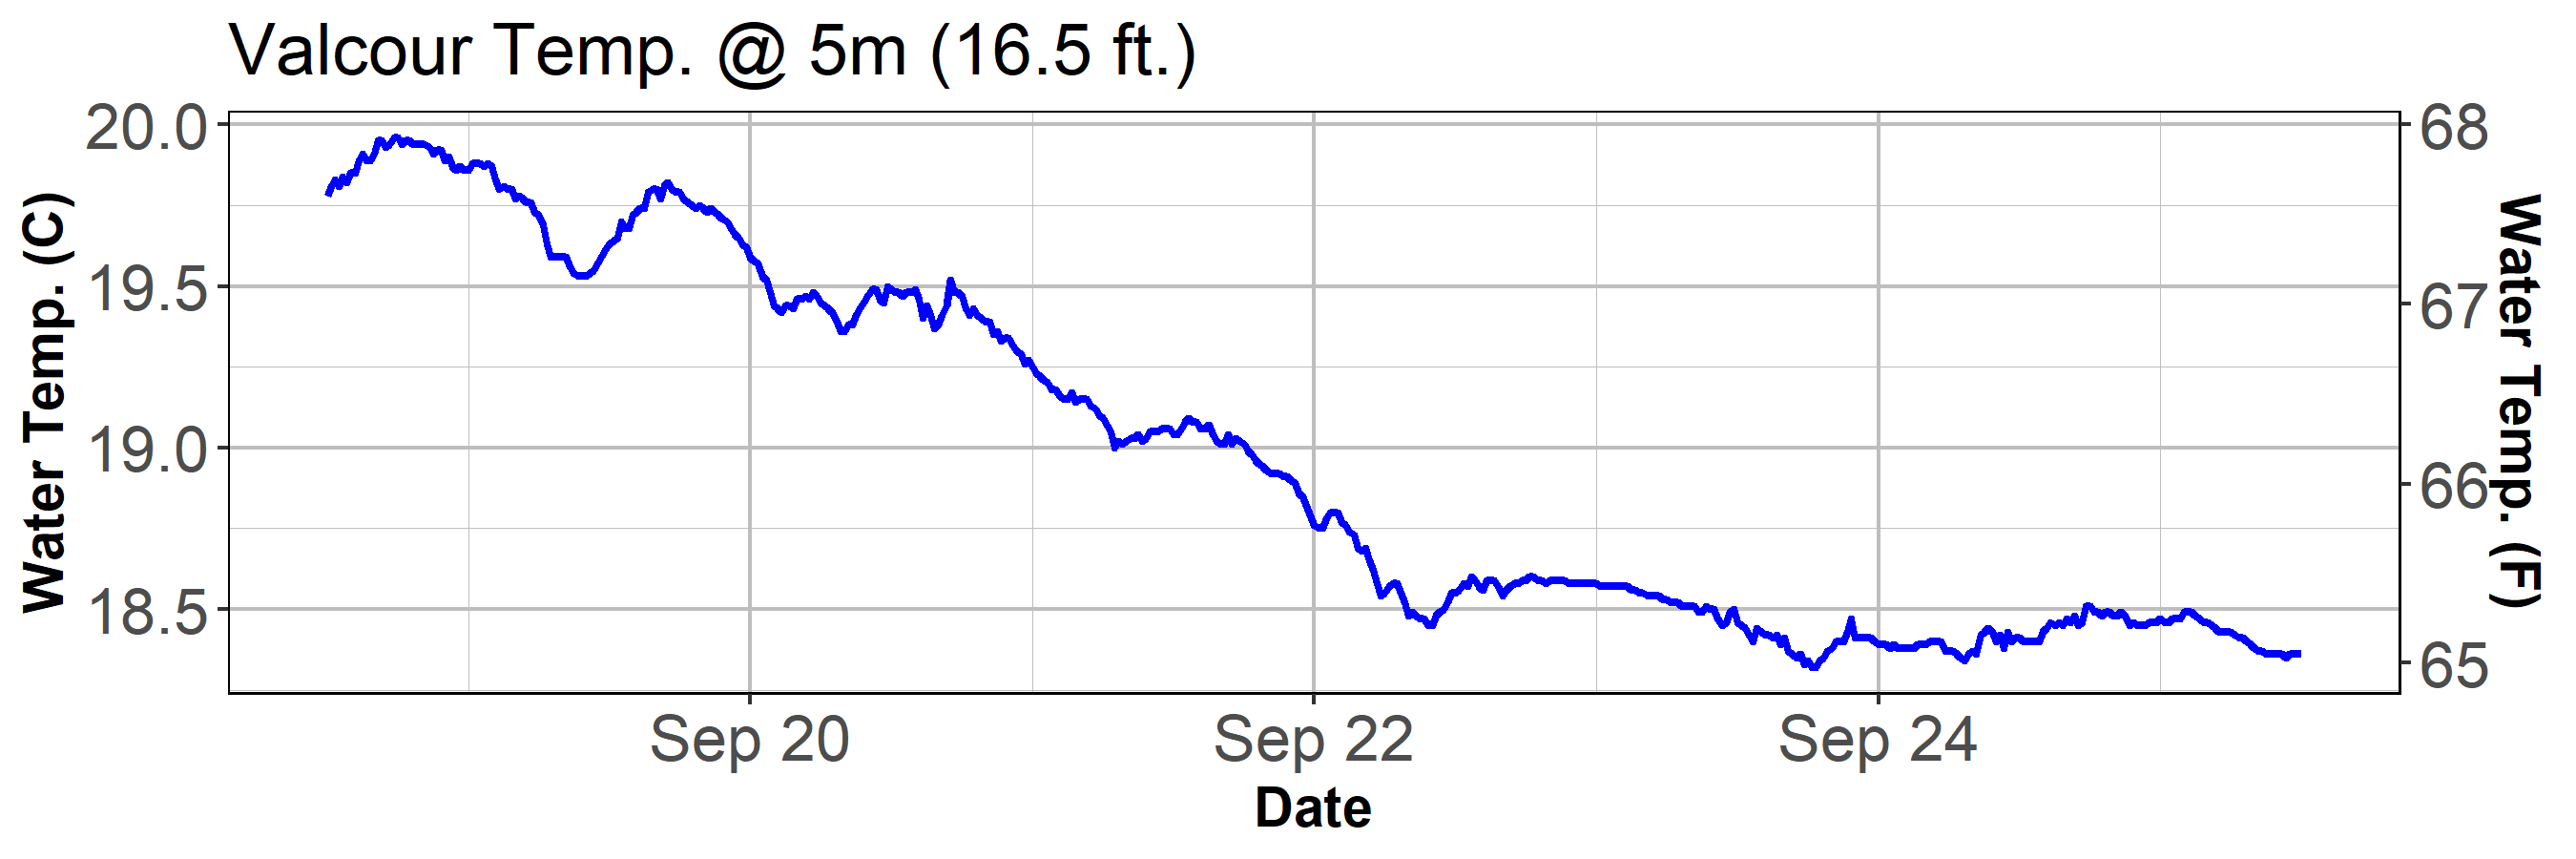 Valcour Temp. @ 5m (16.5 ft.)
20.0
19.5
19.0
18.5
Water Temp. (C)
68
67
66
65
Water Temp. (F)
Sep 20
Sep 22
Sep 24
Date